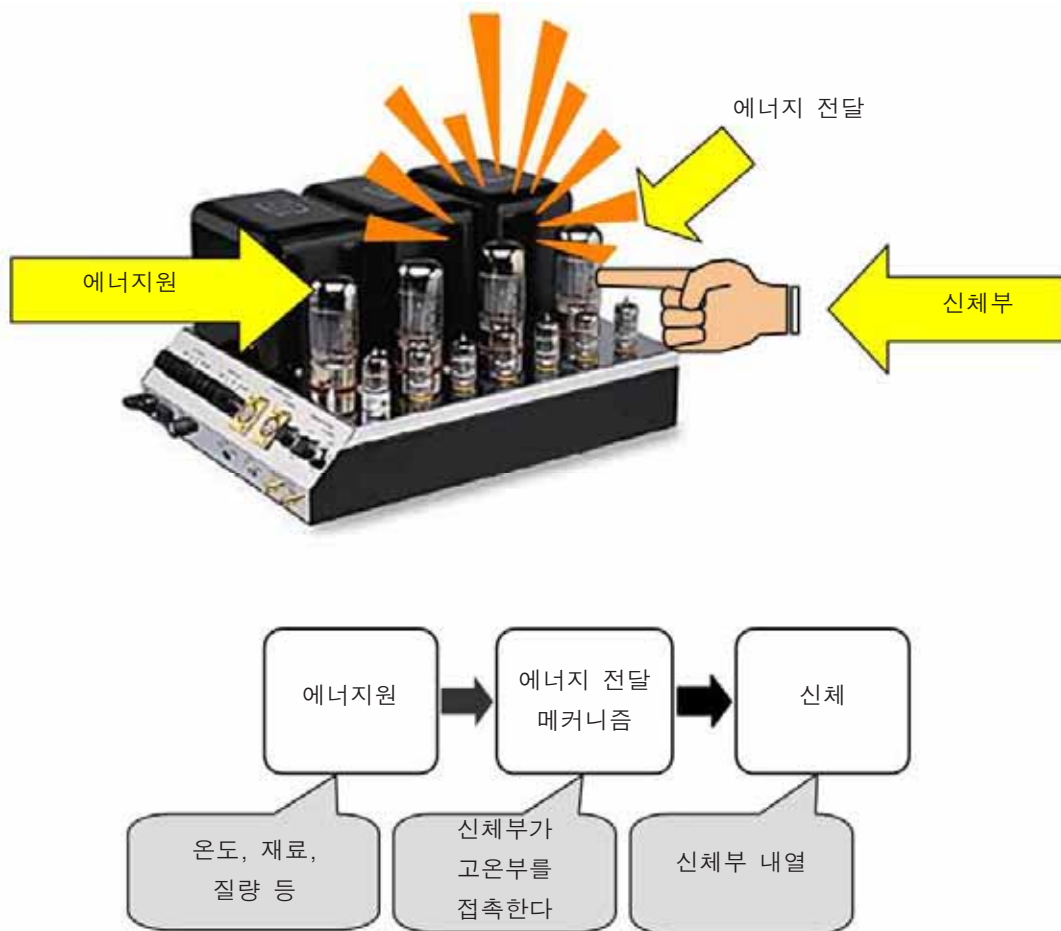 에너지 전달
에너지원
신체부
에너지원
에너지 전달
메커니즘
신체
온도, 재료,
질량 등
신체부가
고온부를
접촉한다
신체부 내열